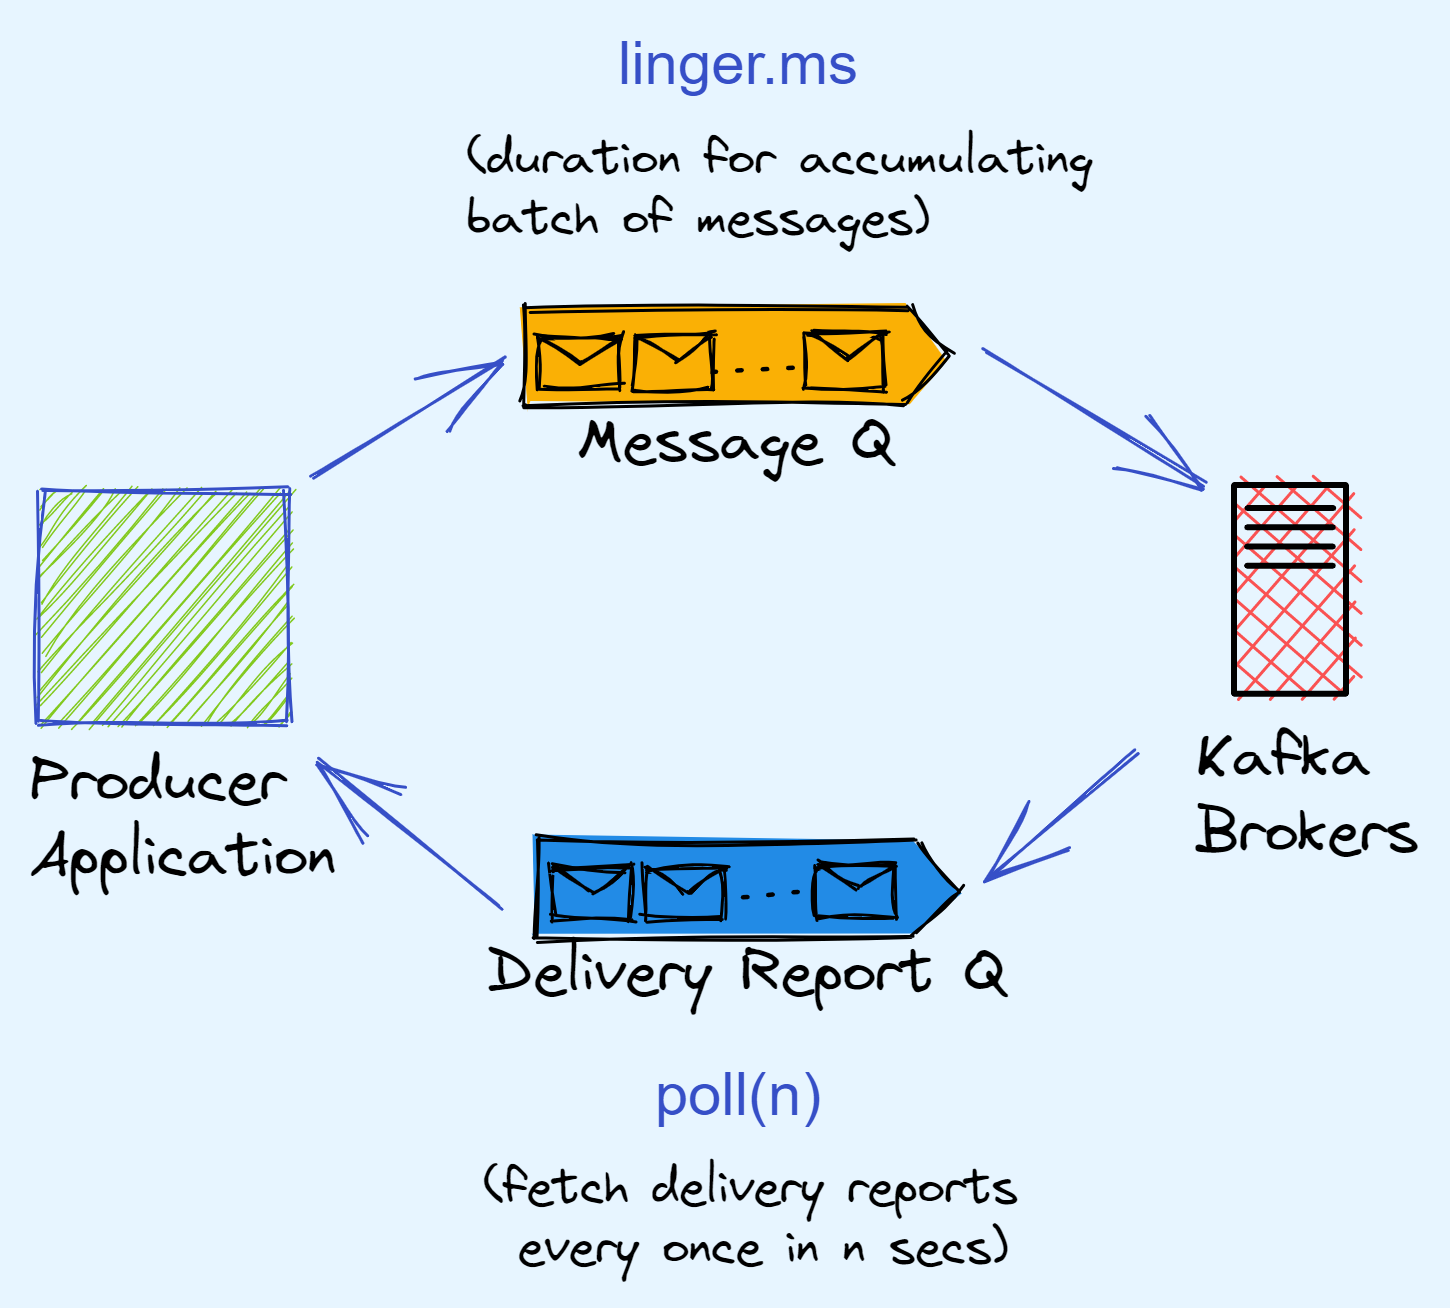 linger.ms
(duration for accumulating
batch of messages)
Message Q
Producer
Application
Kafka
Brokers
Delivery Report Q
poll(n)
(fetch delivery reports
every once in n secs)